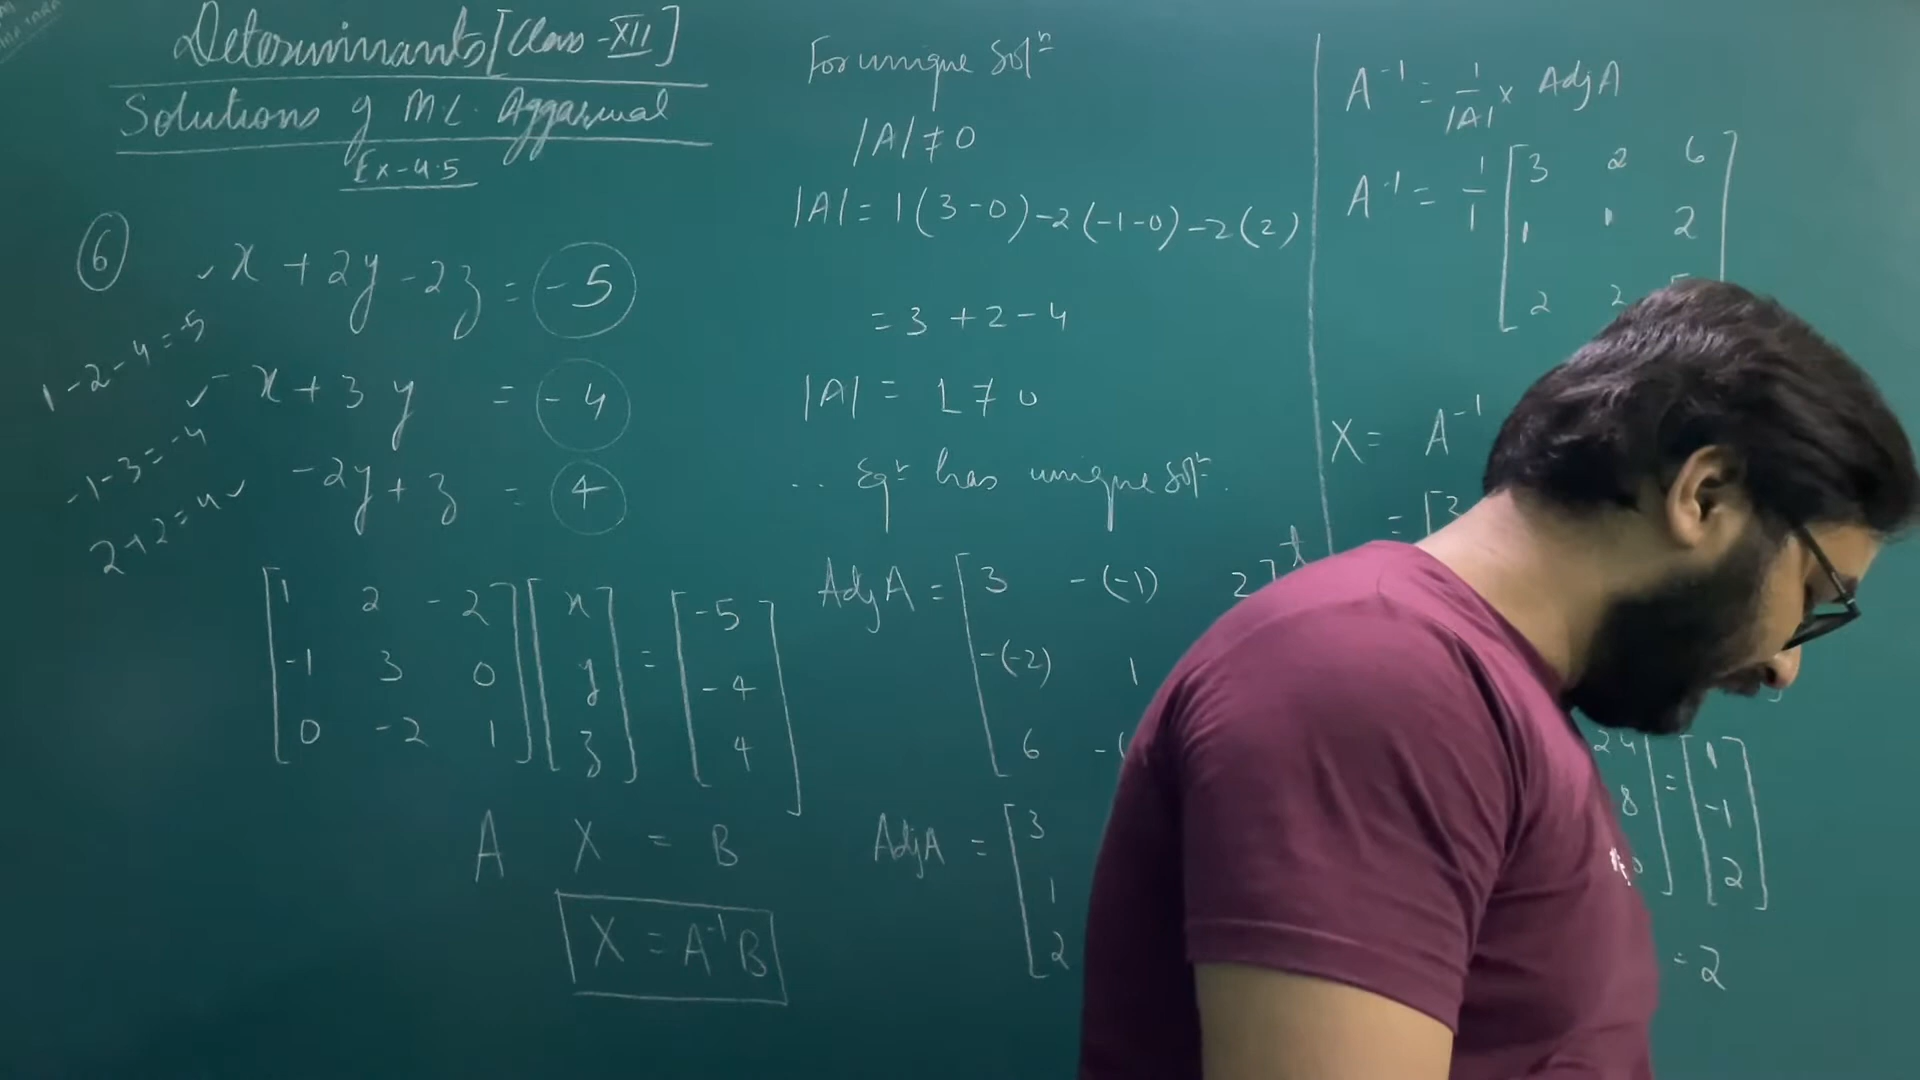 Determinants [Class-XII]
Solutions of ML. Aggarwal
Ex-4.5
6
✓ x + 2y - 2z = -5
1-2-4=-5
✓ -x + 3y = -4
-1-3=-4
-2y + z = 4
2+2=4 ✓
[1 2 -2] [x] = [-5]
[-1 3 0] [y] [-4]
[0 -2 1] [z] [4]
A X = B
X = A⁻¹B
For unique Solⁿ
|A| ≠ 0
|A| = 1(3-0) -2(-1-0) -2(2)
= 3 + 2 - 4
|A| = 1 ≠ 0
∴ Eqⁿ has unique Solⁿ.
Adj A = [3 -(-1) 2] t
-(-2) 1
6 -(
Adj A = [3
1
2
A⁻¹ = 1/|A| × Adj A
A⁻¹ = 1/1 [3 2 6]
1 1 2
2 2
X = A⁻¹
= [3
24] = [1]
8 -1
2
= 2